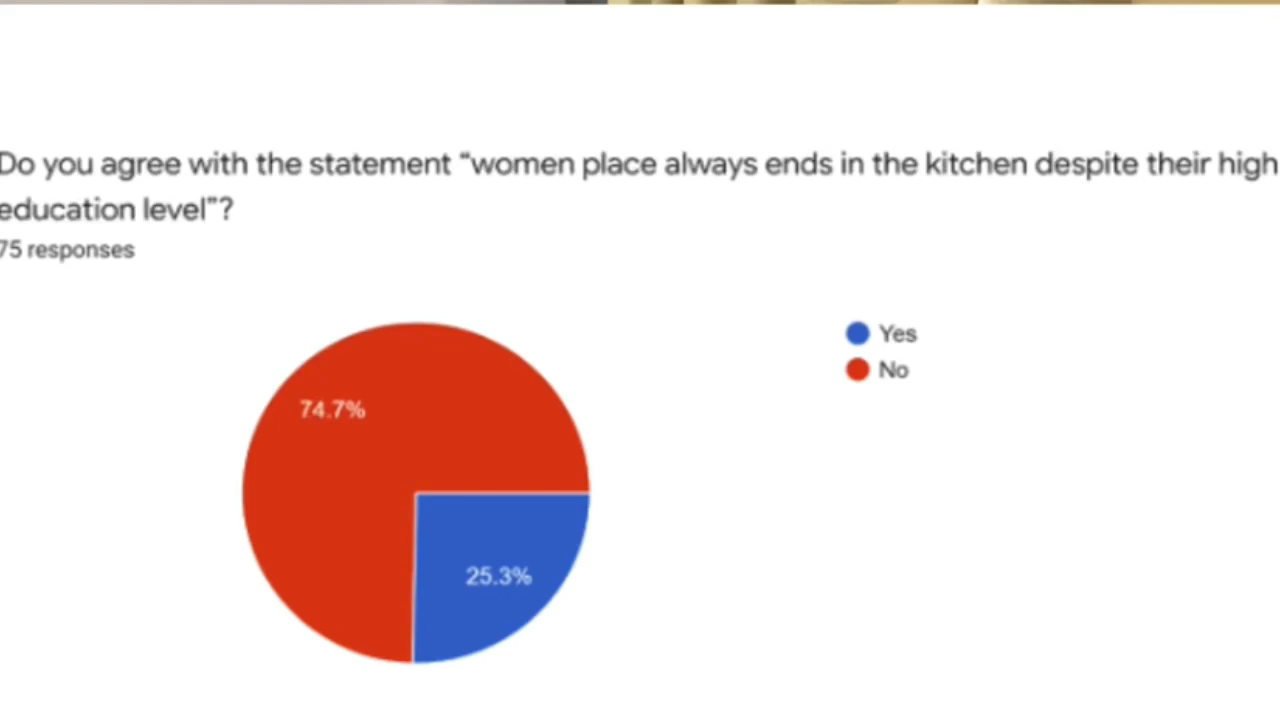 Do you agree with the statement “women place always ends in the kitchen despite their high
education level”?
75 responses
Yes
No
74.7%
25.3%